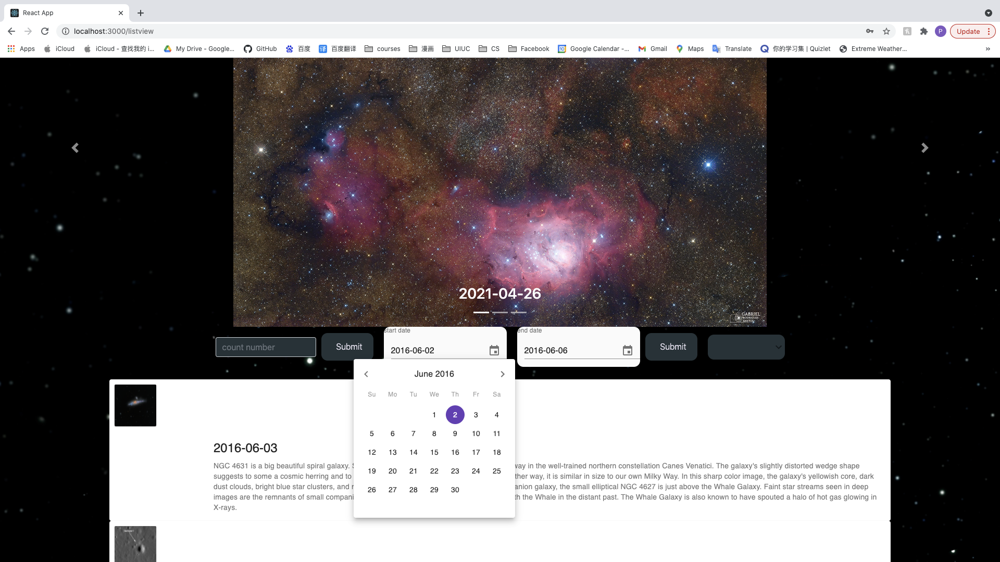 React App
localhost:3000/listview
Update
Apps
iCloud
iCloud - 查找我的 i...
My Drive - Google...
GitHub
百度
译 百度翻译
courses
漫画
UIUC
CS
Facebook
10 Google Calendar -...
Gmail
Maps
Translate
你的学习集 | Quizlet
Extreme Weather...
»
P
2021-04-26
GABRIEL
RODRIGUES
SANTOS
count number
Submit
start date
2016-06-02
end date
2016-06-06
Submit
June 2016
Su Mo Tu We Th Fr Sa
1 2 3 4
5 6 7 8 9 10 11
12 13 14 15 16 17 18
19 20 21 22 23 24 25
26 27 28 29 30
2016-06-03
NGC 4631 is a big beautiful spiral galaxy. way in the well-trained northern constellation Canes Venatici. The galaxy's slightly distorted wedge shape
suggests to some a cosmic herring and to ther way, it is similar in size to our own Milky Way. In this sharp color image, the galaxy's yellowish core, dark
dust clouds, bright blue star clusters, and anion galaxy, the small elliptical NGC 4627 is just above the Whale Galaxy. Faint star streams seen in deep
images are the remnants of small compani th the Whale in the distant past. The Whale Galaxy is also known to have spouted a halo of hot gas glowing in
X-rays.